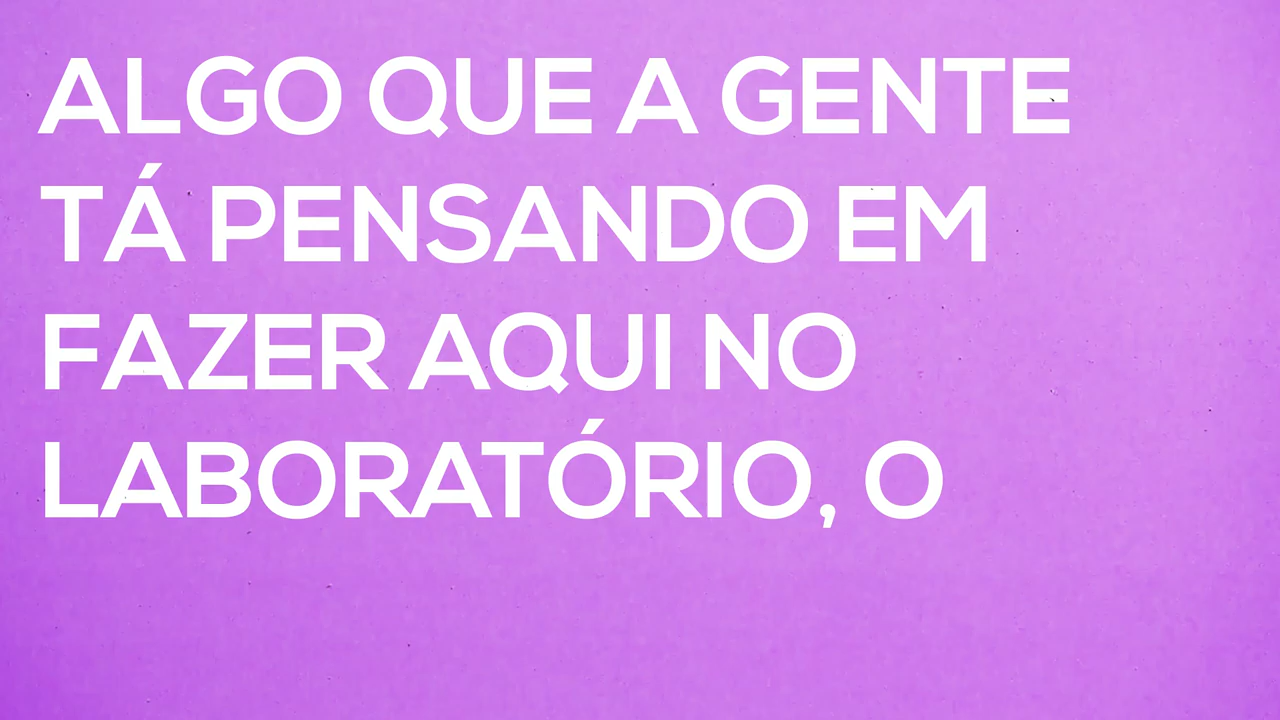 ALGO QUE A GENTE
TÁ PENSANDO EM
FAZER AQUI NO
LABORATÓRIO, O